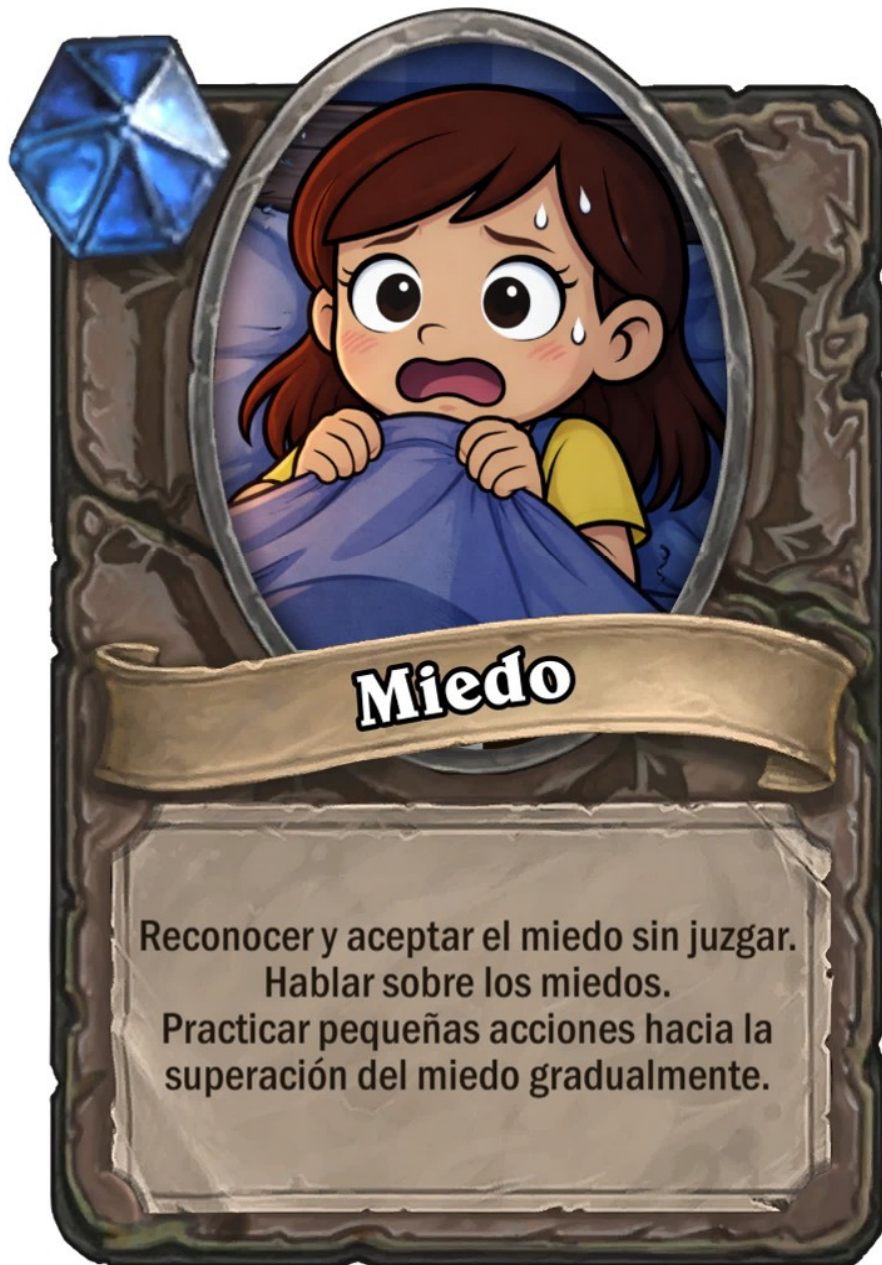 Miedo
Reconocer y aceptar el miedo sin juzgar.
Hablar sobre los miedos.
Practicar pequeñas acciones hacia la
superación del miedo gradualmente.